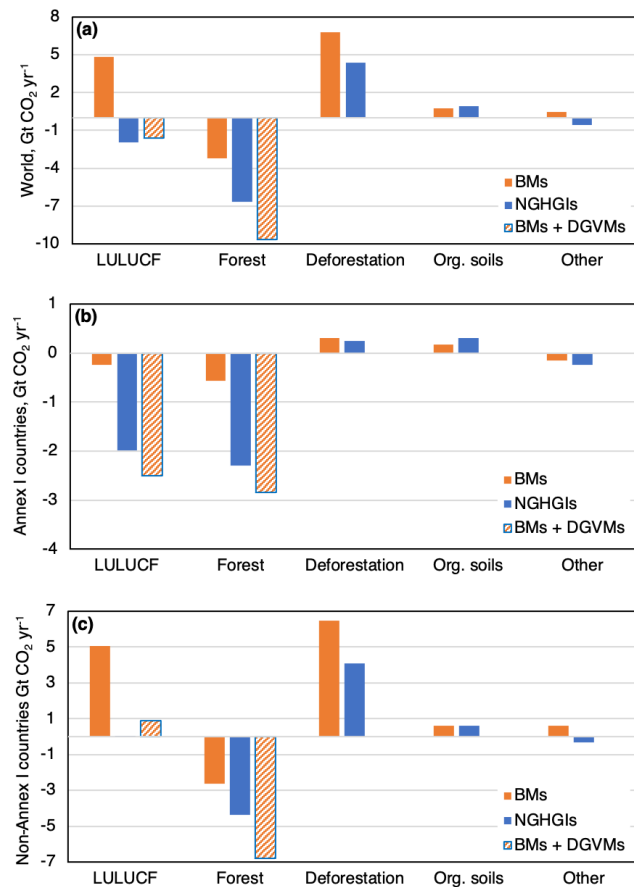 (a)
World, Gt CO2 yr-1
8
5
2
-1
-4
-7
-10
BMs
NGHGIs
BMs + DGVMs
LULUCF Forest Deforestation Org. soils Other
(b)
Annex I countries, Gt CO2 yr-1
1
0
-1
-2
-3
-4
BMs
NGHGIs
BMs + DGVMs
LULUCF Forest Deforestation Org. soils Other
(c)
Non-Annex I countries Gt CO2 yr-1
7
5
3
1
-1
-3
-5
-7
BMs
NGHGIs
BMs + DGVMs
LULUCF Forest Deforestation Org. soils Other